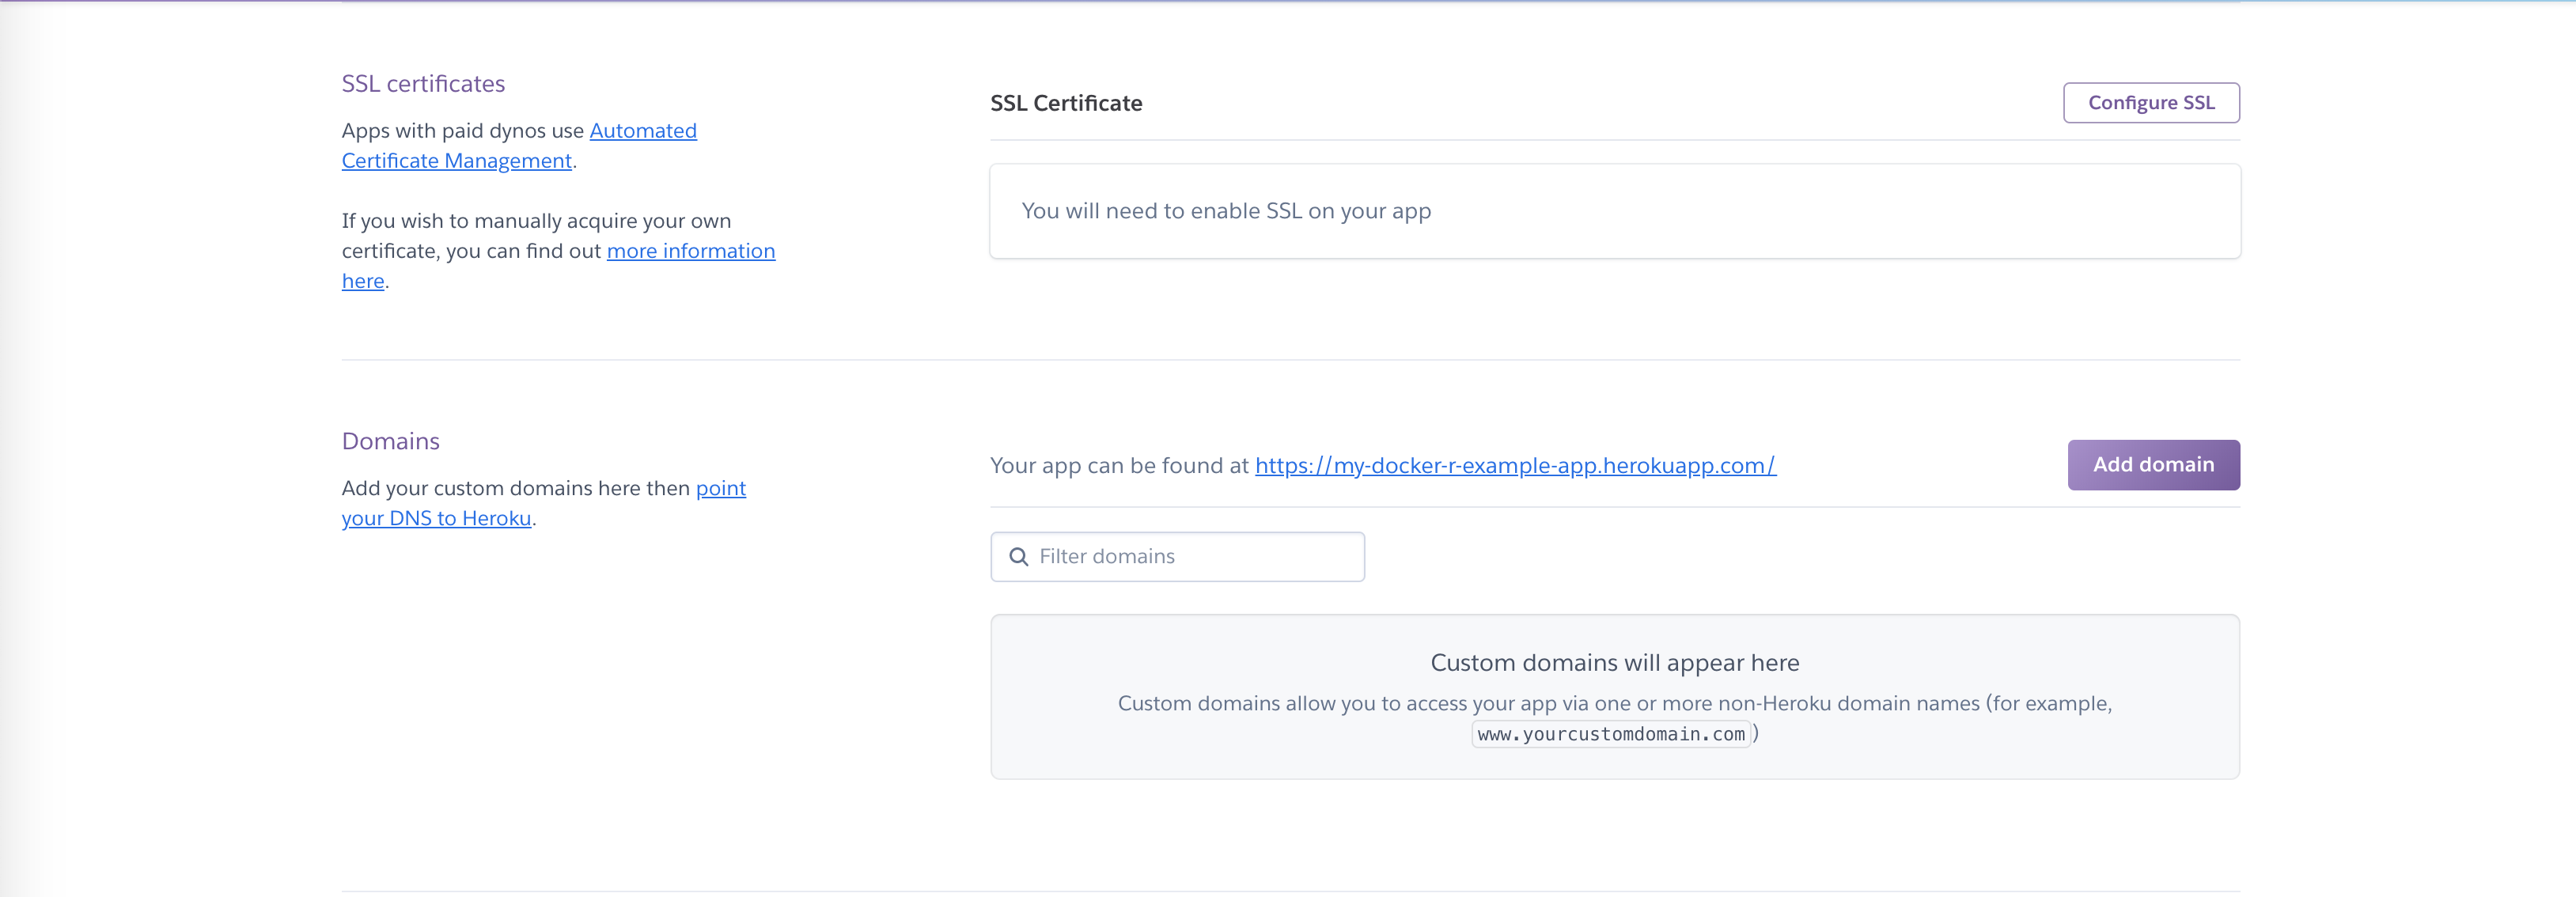 SSL certificates
Apps with paid dynos use Automated
Certificate Management.
If you wish to manually acquire your own
certificate, you can find out more information
here.
SSL Certificate
Configure SSL
You will need to enable SSL on your app
Domains
Add your custom domains here then point
your DNS to Heroku.
Your app can be found at https://my-docker-r-example-app.herokuapp.com/
Add domain
Filter domains
Custom domains will appear here
Custom domains allow you to access your app via one or more non-Heroku domain names (for example,
www.yourcustomdomain.com)